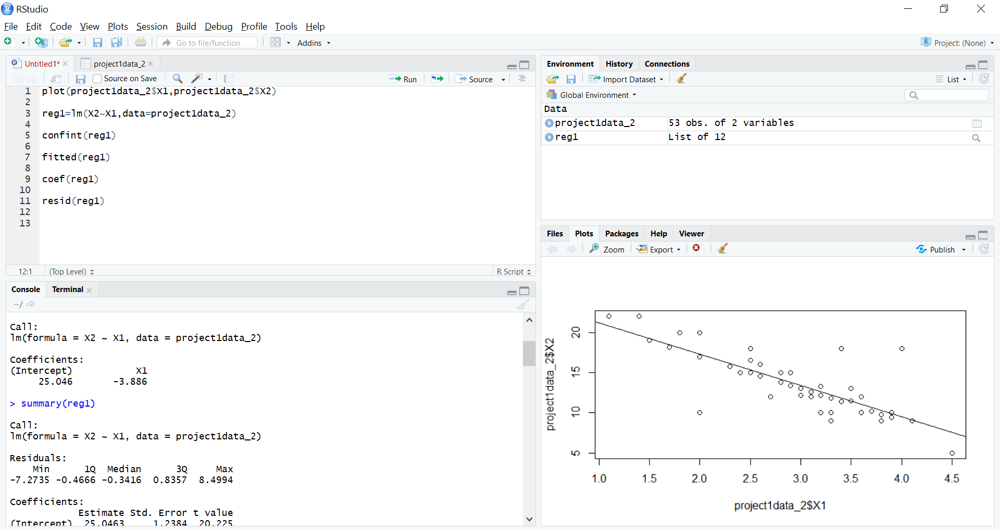 RStudio
File Edit Code View Plots Session Build Debug Profile Tools Help
Go to file/function Addins Project: (None)
Untitled1* project1data_2
Source on Save Run Source
1 plot(project1data_2$X1,project1data_2$X2)
2
3 reg1=lm(X2~X1,data=project1data_2)
4
5 confint(reg1)
6
7 fitted(reg1)
8
9 coef(reg1)
10
11 resid(reg1)
12
13
12:1 (Top Level) R Script
Console Terminal
~/
Call:
lm(formula = X2 ~ X1, data = project1data_2)
Coefficients:
(Intercept) X1
25.046 -3.886
> summary(reg1)
Call:
lm(formula = X2 ~ X1, data = project1data_2)
Residuals:
Min 1Q Median 3Q Max
-7.2735 -0.4666 -0.3416 0.8357 8.4994
Coefficients:
Estimate Std. Error t value
(Intercept) 25.0463 1.2384 20.225
Environment History Connections
Import Dataset List
Global Environment
Data
project1data_2 53 obs. of 2 variables
reg1 List of 12
Files Plots Packages Help Viewer
Zoom Export Publish
project1data_2$X2
20
15
10
5
1.0 1.5 2.0 2.5 3.0 3.5 4.0 4.5
project1data_2$X1